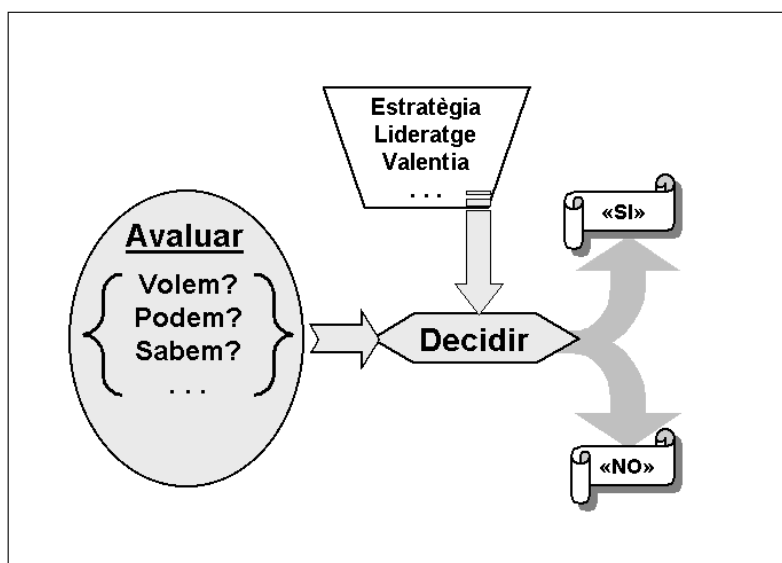 Estratègia
Lideratge
Valentia
. . .
«SI»
Avaluar
Volem?
Podem?
Sabem?
. . .
Decidir
«NO»